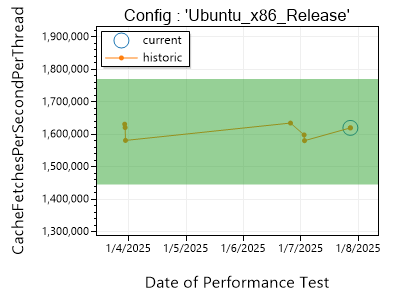 Config : 'Ubuntu_x86_Release'
CacheFetchesPerSecondPerThread
1,900,000
1,800,000
1,700,000
1,600,000
1,500,000
1,400,000
1,300,000
current
historic
1/4/2025
1/5/2025
1/6/2025
1/7/2025
1/8/2025
Date of Performance Test